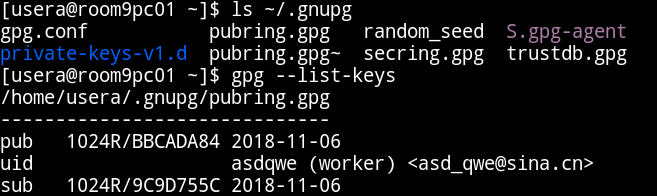 [usera@room9pc01 ~]$ ls ~/.gnupg
gpg.conf pubring.gpg random_seed S.gpg-agent
private-keys-v1.d pubring.gpg~ secring.gpg trustdb.gpg
[usera@room9pc01 ~]$ gpg --list-keys
/home/usera/.gnupg/pubring.gpg
------------------------------
pub 1024R/BBCADA84 2018-11-06
uid asdqwe (worker) <asd_qwe@sina.cn>
sub 1024R/9C9D755C 2018-11-06